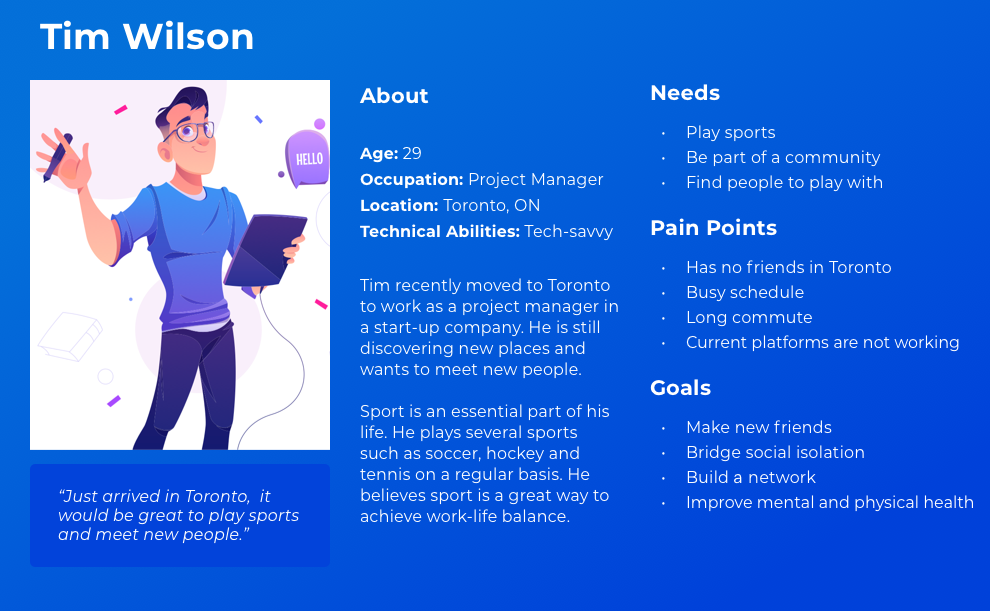 Tim Wilson
HELLO
“Just arrived in Toronto,  it
would be great to play sports
and meet new people.”
About
Age: 29
Occupation: Project Manager
Location: Toronto, ON
Technical Abilities: Tech-savvy
Tim recently moved to Toronto
to work as a project manager in
a start-up company. He is still
discovering new places and
wants to meet new people.
Sport is an essential part of his
life. He plays several sports
such as soccer, hockey and
tennis on a regular basis. He
believes sport is a great way to
achieve work-life balance.
Needs
• Play sports
• Be part of a community
• Find people to play with
Pain Points
• Has no friends in Toronto
• Busy schedule
• Long commute
• Current platforms are not working
Goals
• Make new friends
• Bridge social isolation
• Build a network
• Improve mental and physical health